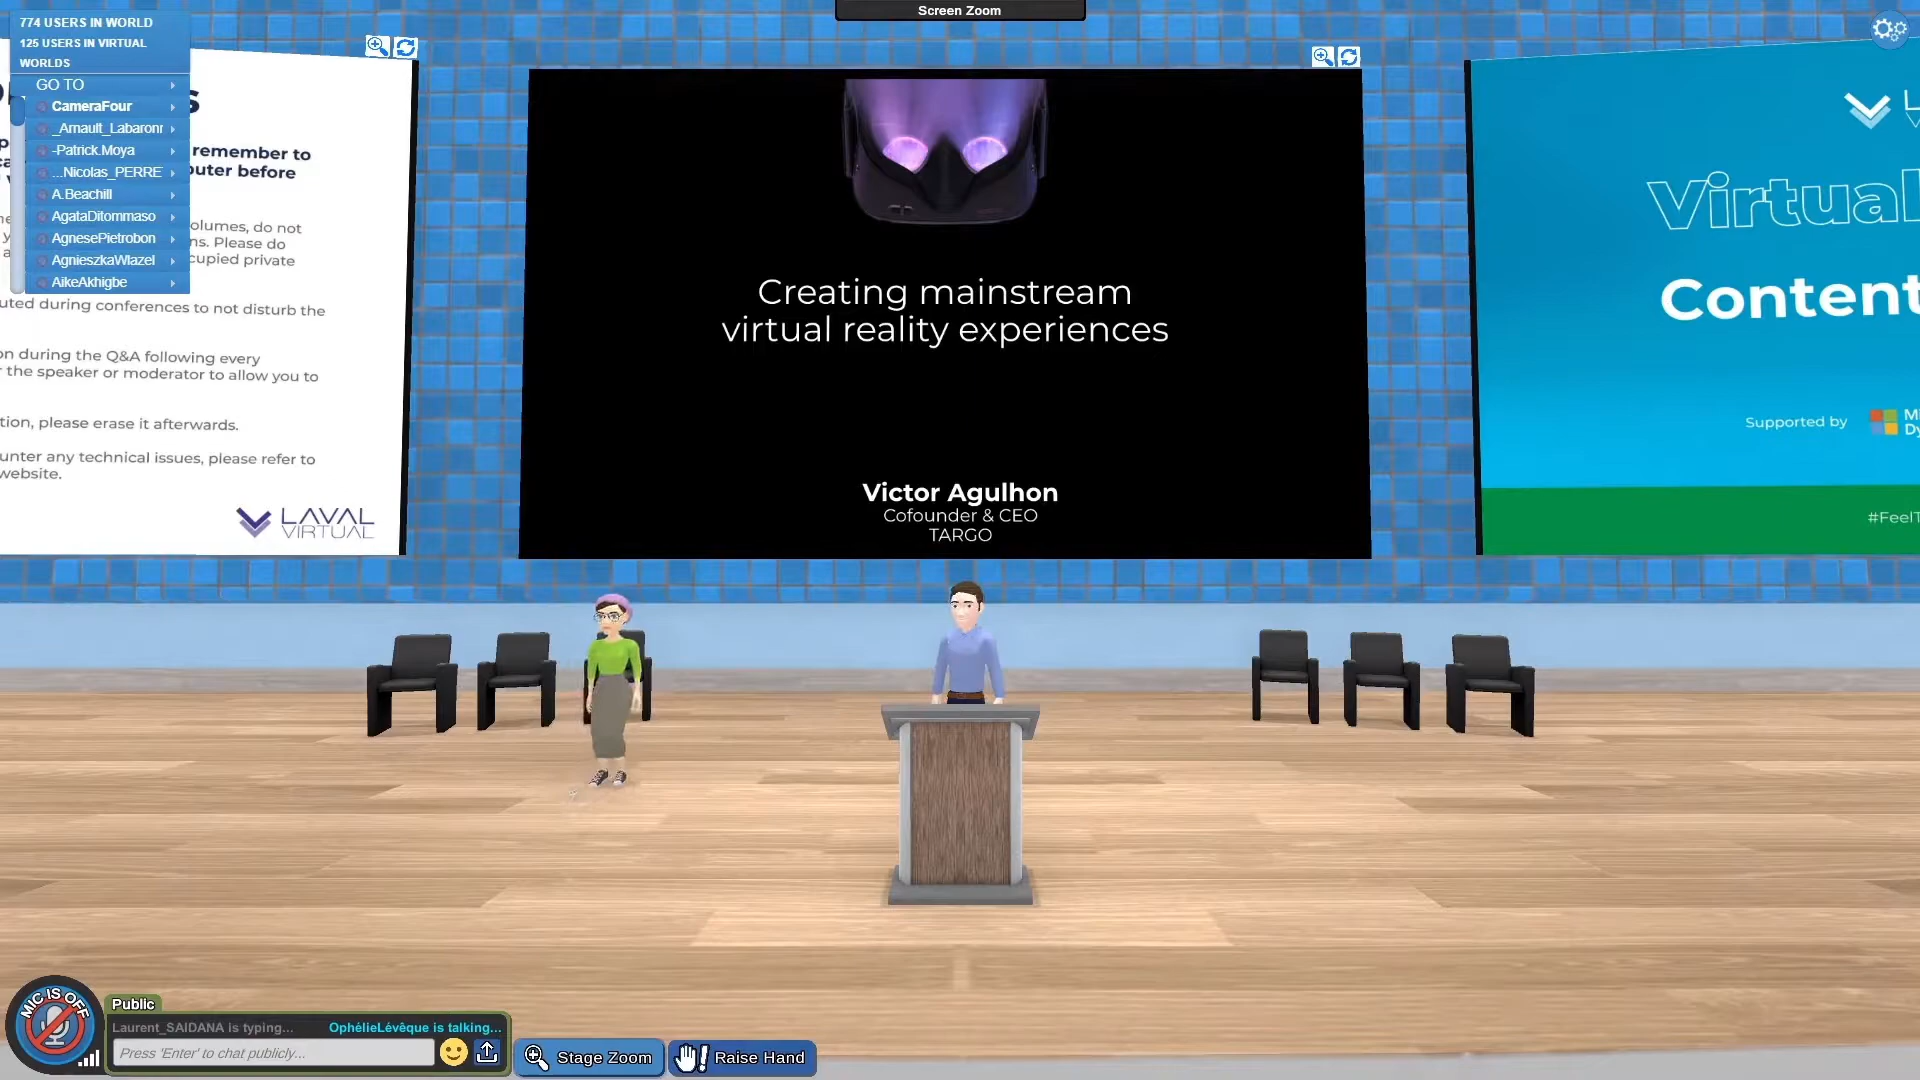 Screen Zoom
774 USERS IN WORLD
125 USERS IN VIRTUAL
WORLDS
GO TO
CameraFour
_Arnault_Labaronr
-Patrick.Moya
...Nicolas_PERRE
A.Beachill
AgataDitommaso
AgnesePietrobon
AgnieszkaWlazel
AikeAkhigbe
remember to
outer before
olumes, do not
ns. Please do
cupied private
uted during conferences to not disturb the
on during the Q&A following every
the speaker or moderator to allow you to
tion, please erase it afterwards.
unter any technical issues, please refer to
website.
LAVAL
VIRTUAL
Creating mainstream
virtual reality experiences
Victor Agulhon
Cofounder & CEO
TARGO
Virtual
Content
Supported by
#FeelT
MIC IS OFF
Public
Laurent_SAIDANA is typing...
OphélieLévêque is talking...
Press 'Enter' to chat publicly...
Stage Zoom
Raise Hand